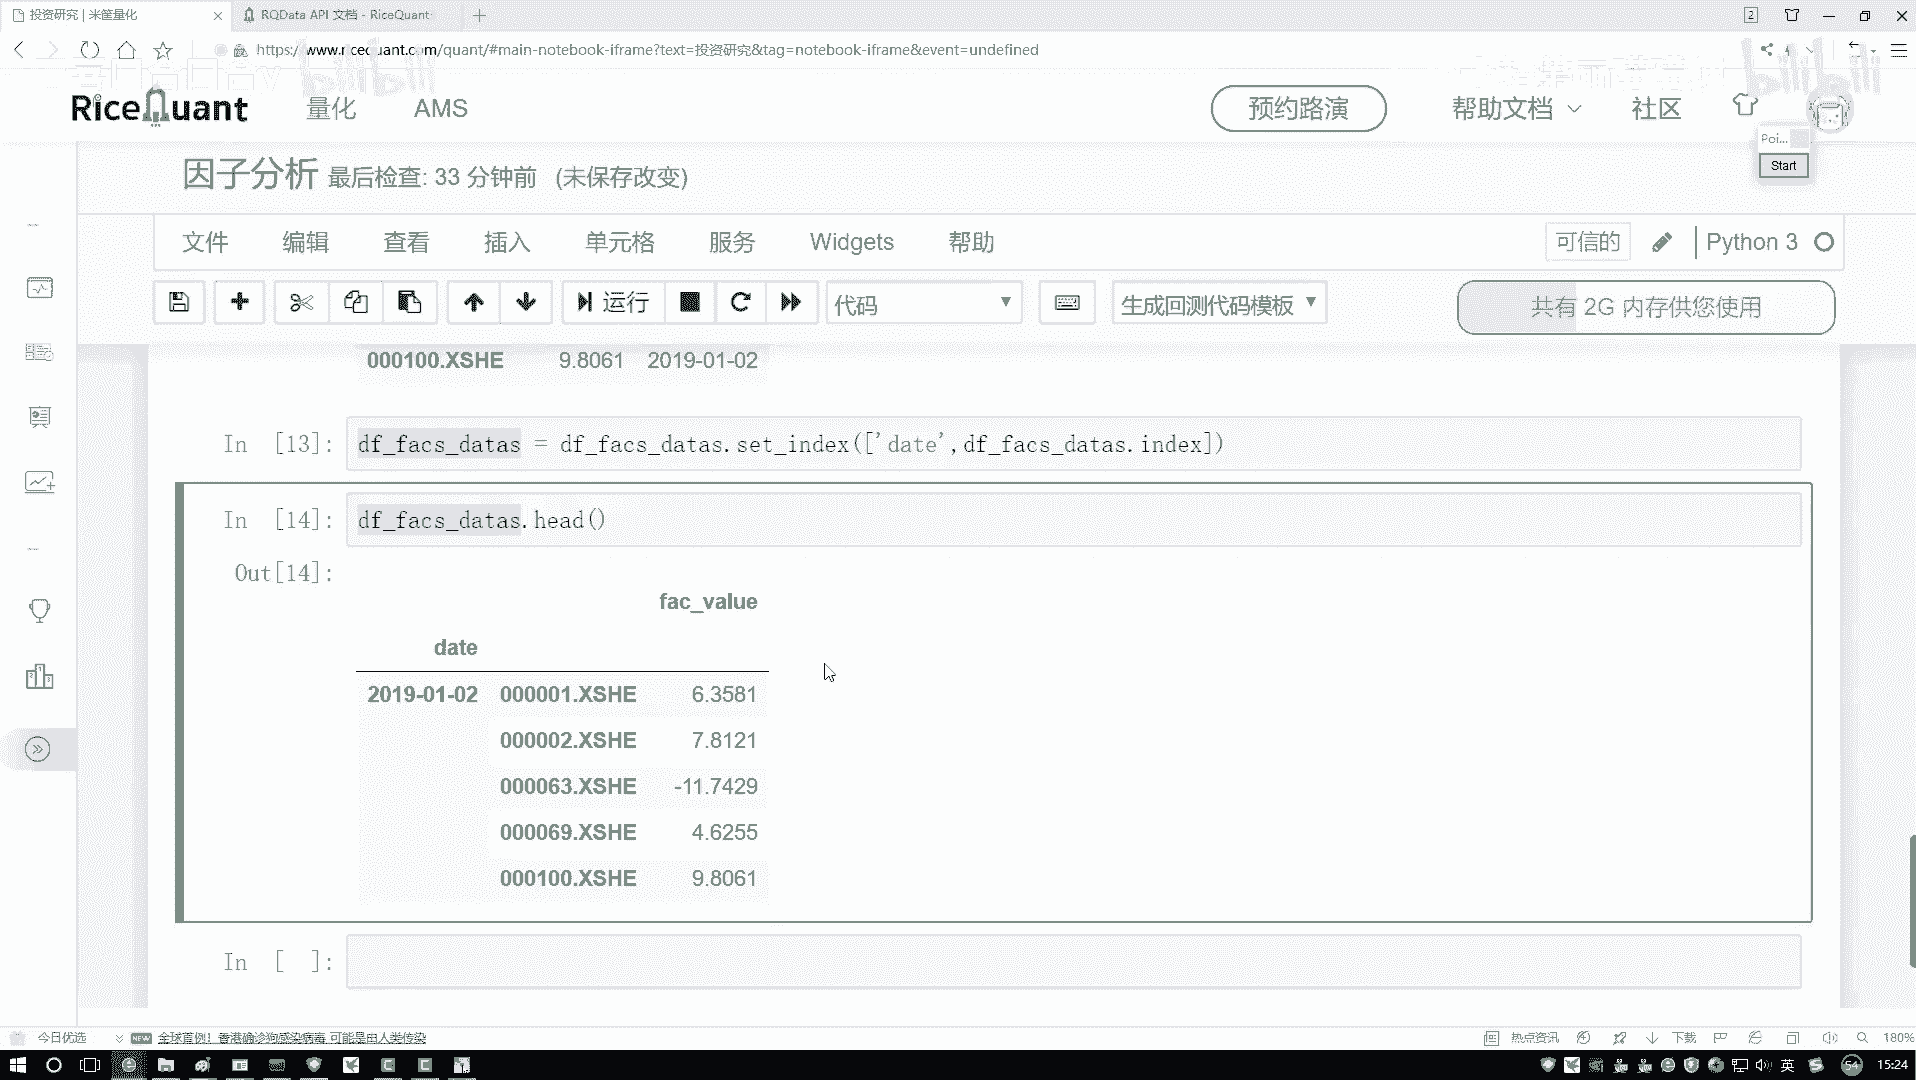 投资研究 | 米筐量化
RQData API 文档 - RiceQuant
2
https://www.ricequant.com/quant/#main-notebook-iframe?text=投资研究&tag=notebook-iframe&event=undefined
bilibili
bilibili
RiceQuant
量化
AMS
预约路演
帮助文档
社区
Poi...
Start
因子分析 最后检查: 33 分钟前 (未保存改变)
文件 编辑 查看 插入 单元格 服务 Widgets 帮助
可信的
Python 3
运行
代码
生成回测代码模板
共有 2G 内存供您使用
000100.XSHE 9.8061 2019-01-02
In [13]: df_facs_datas = df_facs_datas.set_index(['date',df_facs_datas.index])
In [14]: df_facs_datas.head()
Out[14]:
fac_value
date
2019-01-02 000001.XSHE 6.3581
000002.XSHE 7.8121
000063.XSHE -11.7429
000069.XSHE 4.6255
000100.XSHE 9.8061
In [ ]:
今日优选
NEW 全球首例！香港确诊狗感染病毒 可能是由人类传染
热点资讯
下载
180%
英
54
15:24